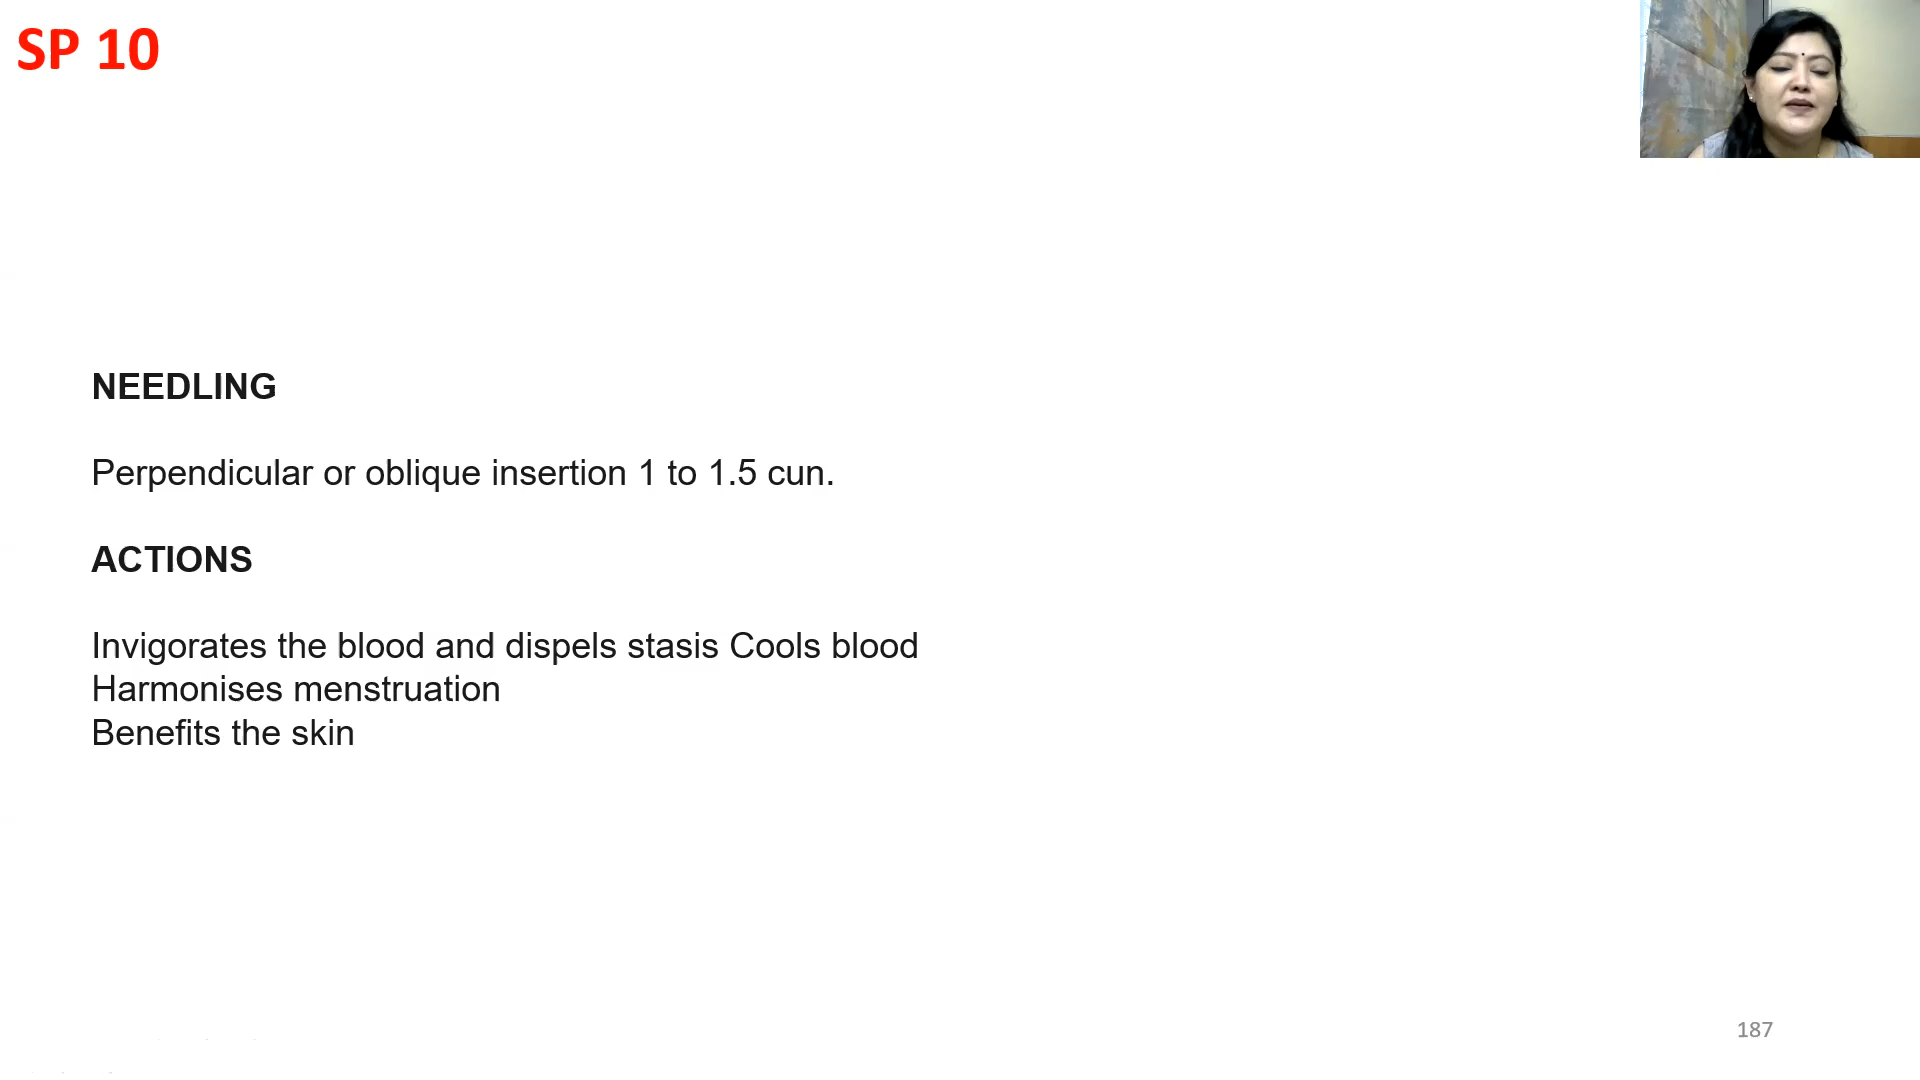 SP 10
NEEDLING
Perpendicular or oblique insertion 1 to 1.5 cun.
ACTIONS
Invigorates the blood and dispels stasis Cools blood
Harmonises menstruation
Benefits the skin
187